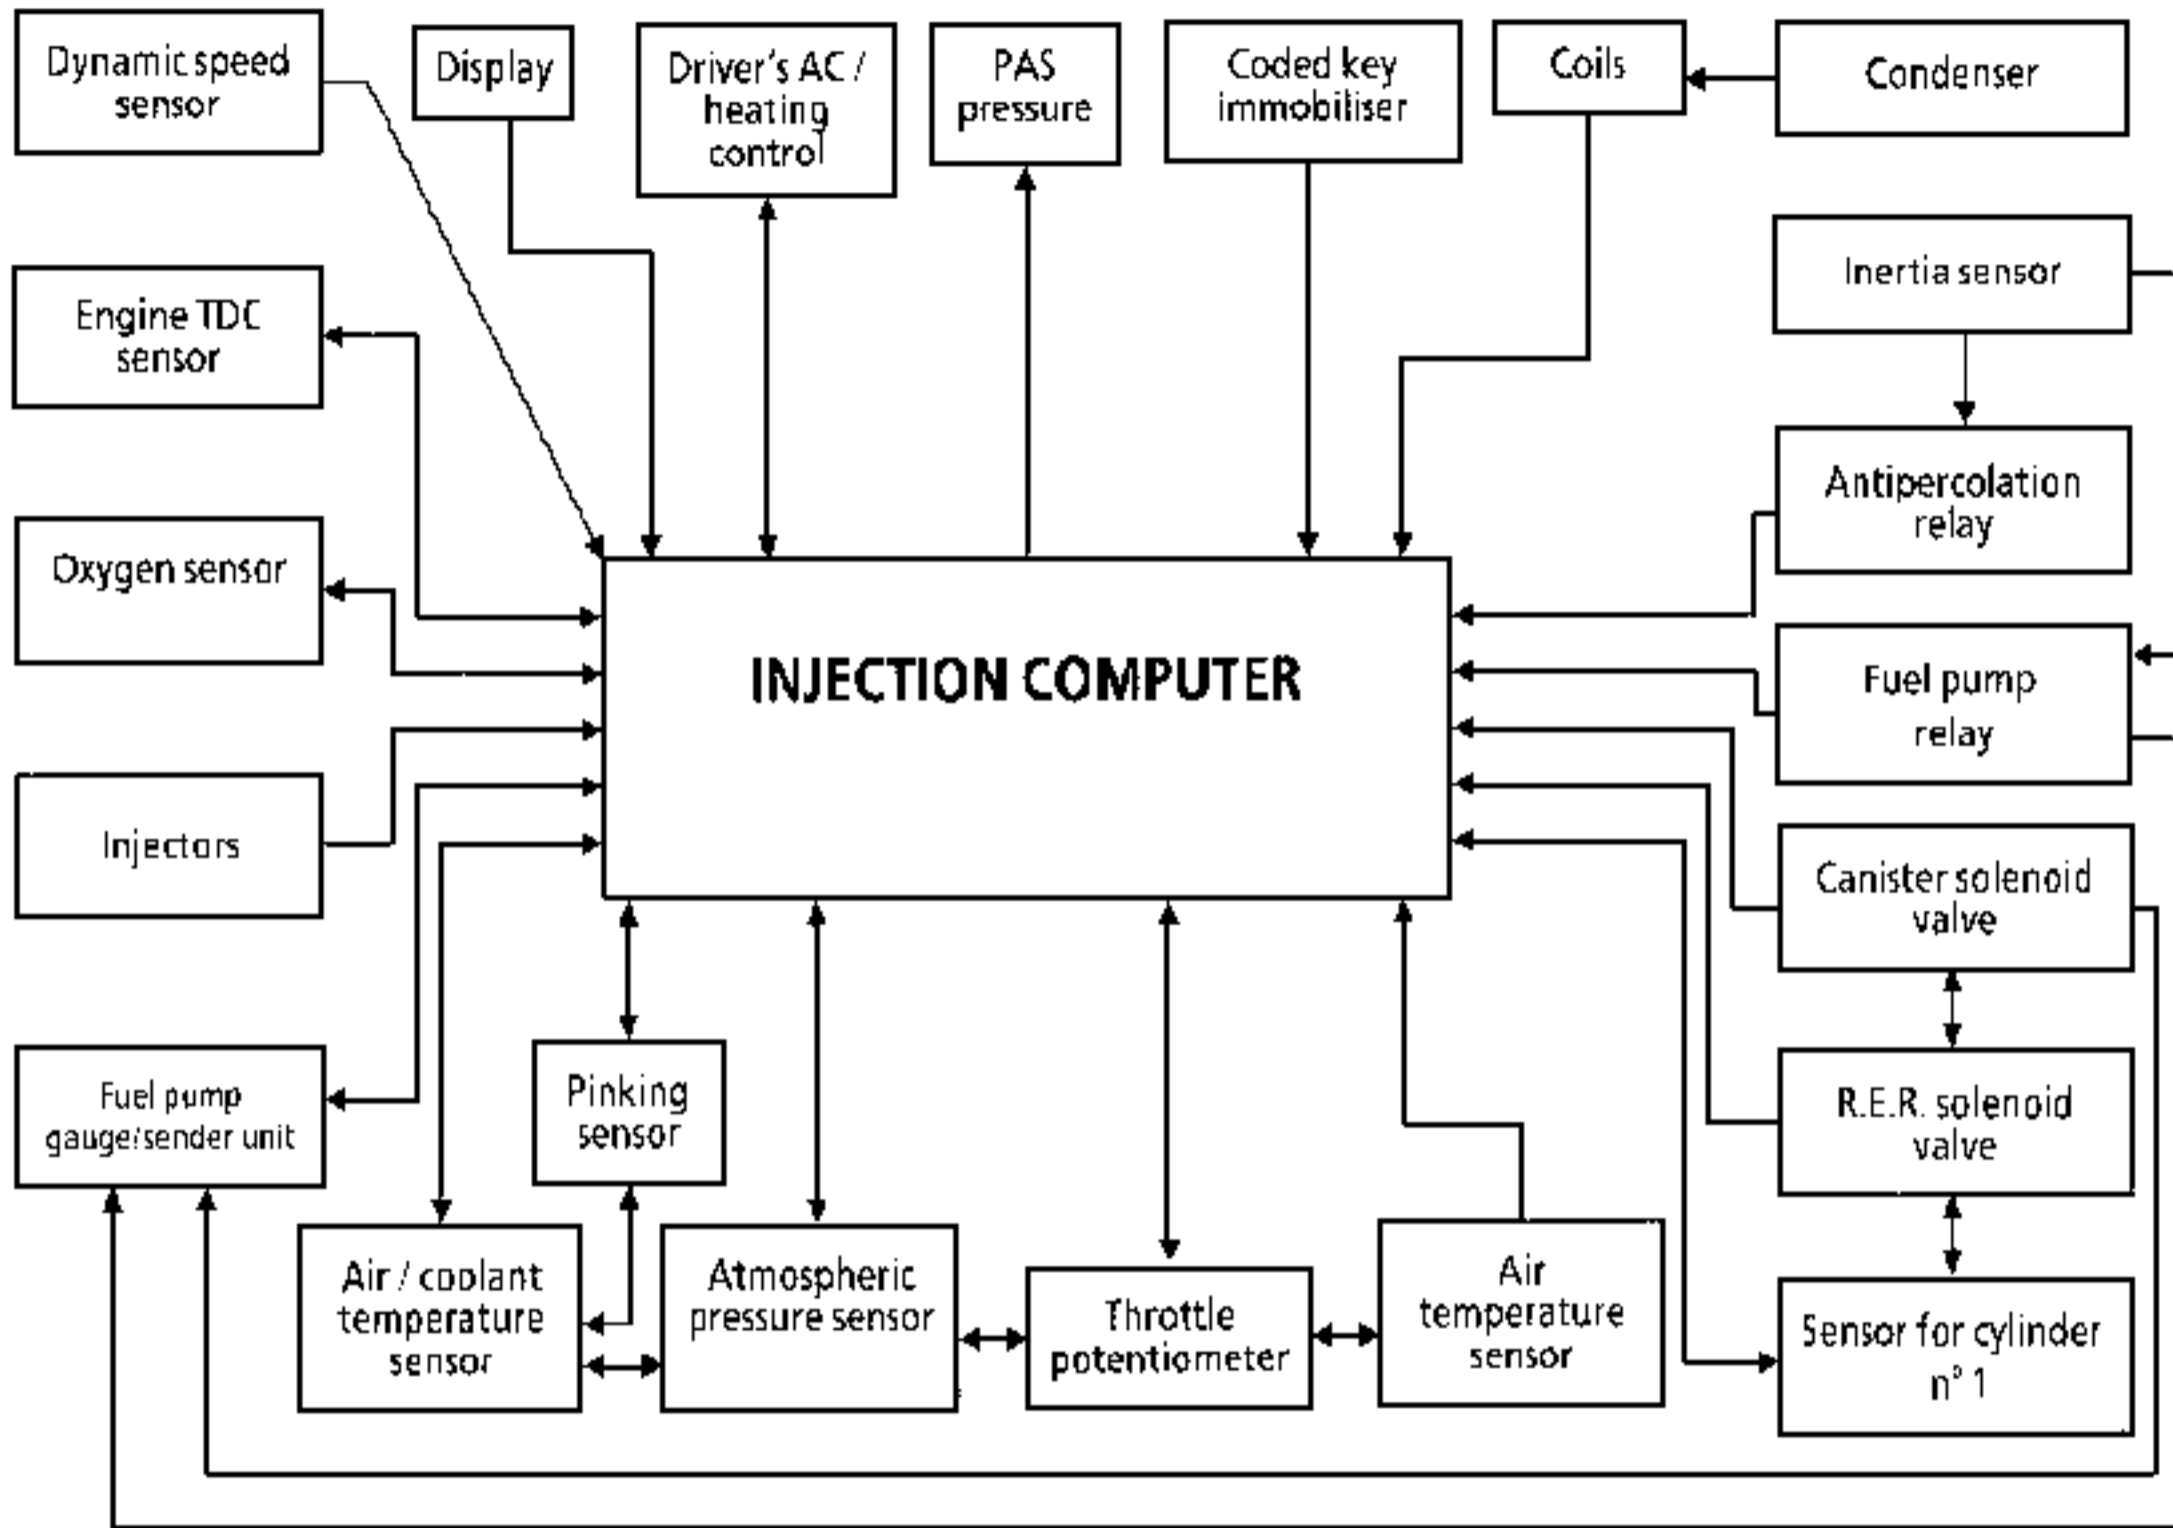 Dynamic speed
sensor
Display
Driver's AC /
heating
control
PAS
pressure
Coded key
immobiliser
Coils
Condenser
Engine TDC
sensor
Inertia sensor
Antipercolation
relay
Oxygen sensor
INJECTION COMPUTER
Fuel pump
relay
Injectors
Canister solenoid
valve
Fuel pump
gauge/sender unit
Pinking
sensor
R.E.R. solenoid
valve
Air / coolant
temperature
sensor
Atmospheric
pressure sensor
Throttle
potentiometer
Air
temperature
sensor
Sensor for cylinder
n° 1